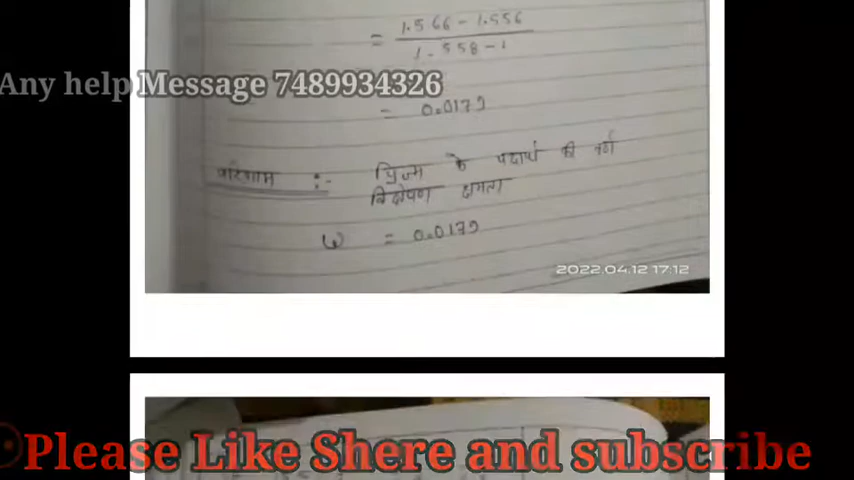 = 1.566 - 1.556
1.558 - 1
Any help Message 7489934326
= 0.0179
परिणाम :- प्रिज्म के पदार्थ की वर्ण
विक्षेपण क्षमता
ω = 0.0179
2022.04.12 17:12
Please Like Share and subscribe